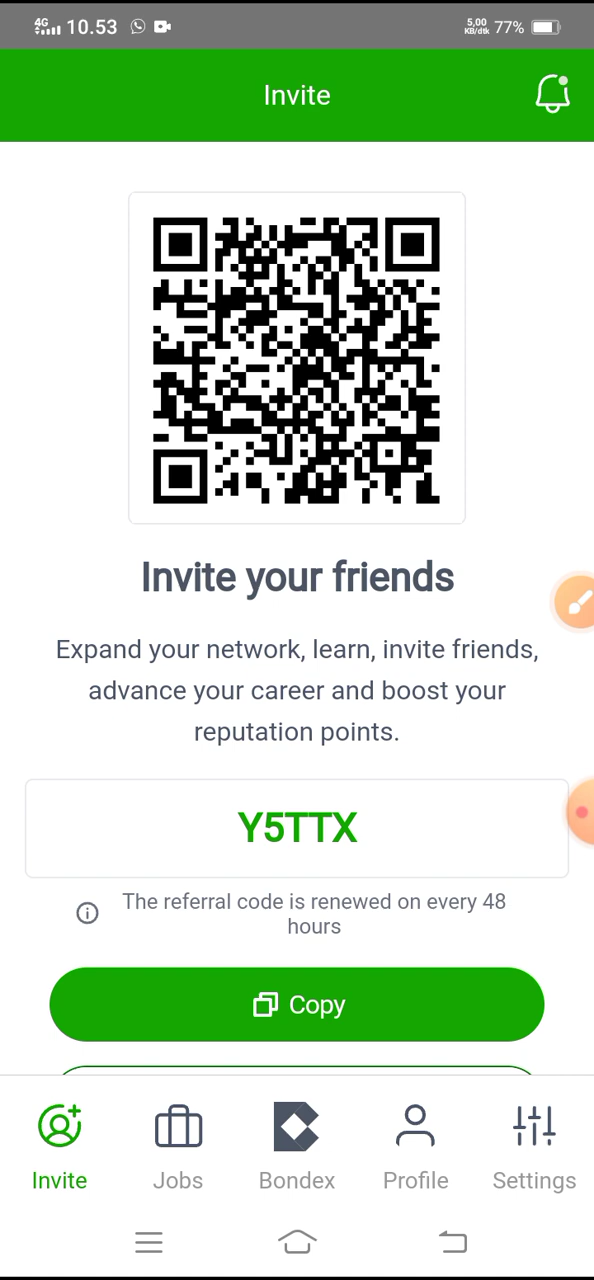 4G 10.53 5,00 KB/dtk 77%
Invite
Invite your friends
Expand your network, learn, invite friends,
advance your career and boost your
reputation points.
Y5TTX
The referral code is renewed on every 48
hours
Copy
Invite Jobs Bondex Profile Settings